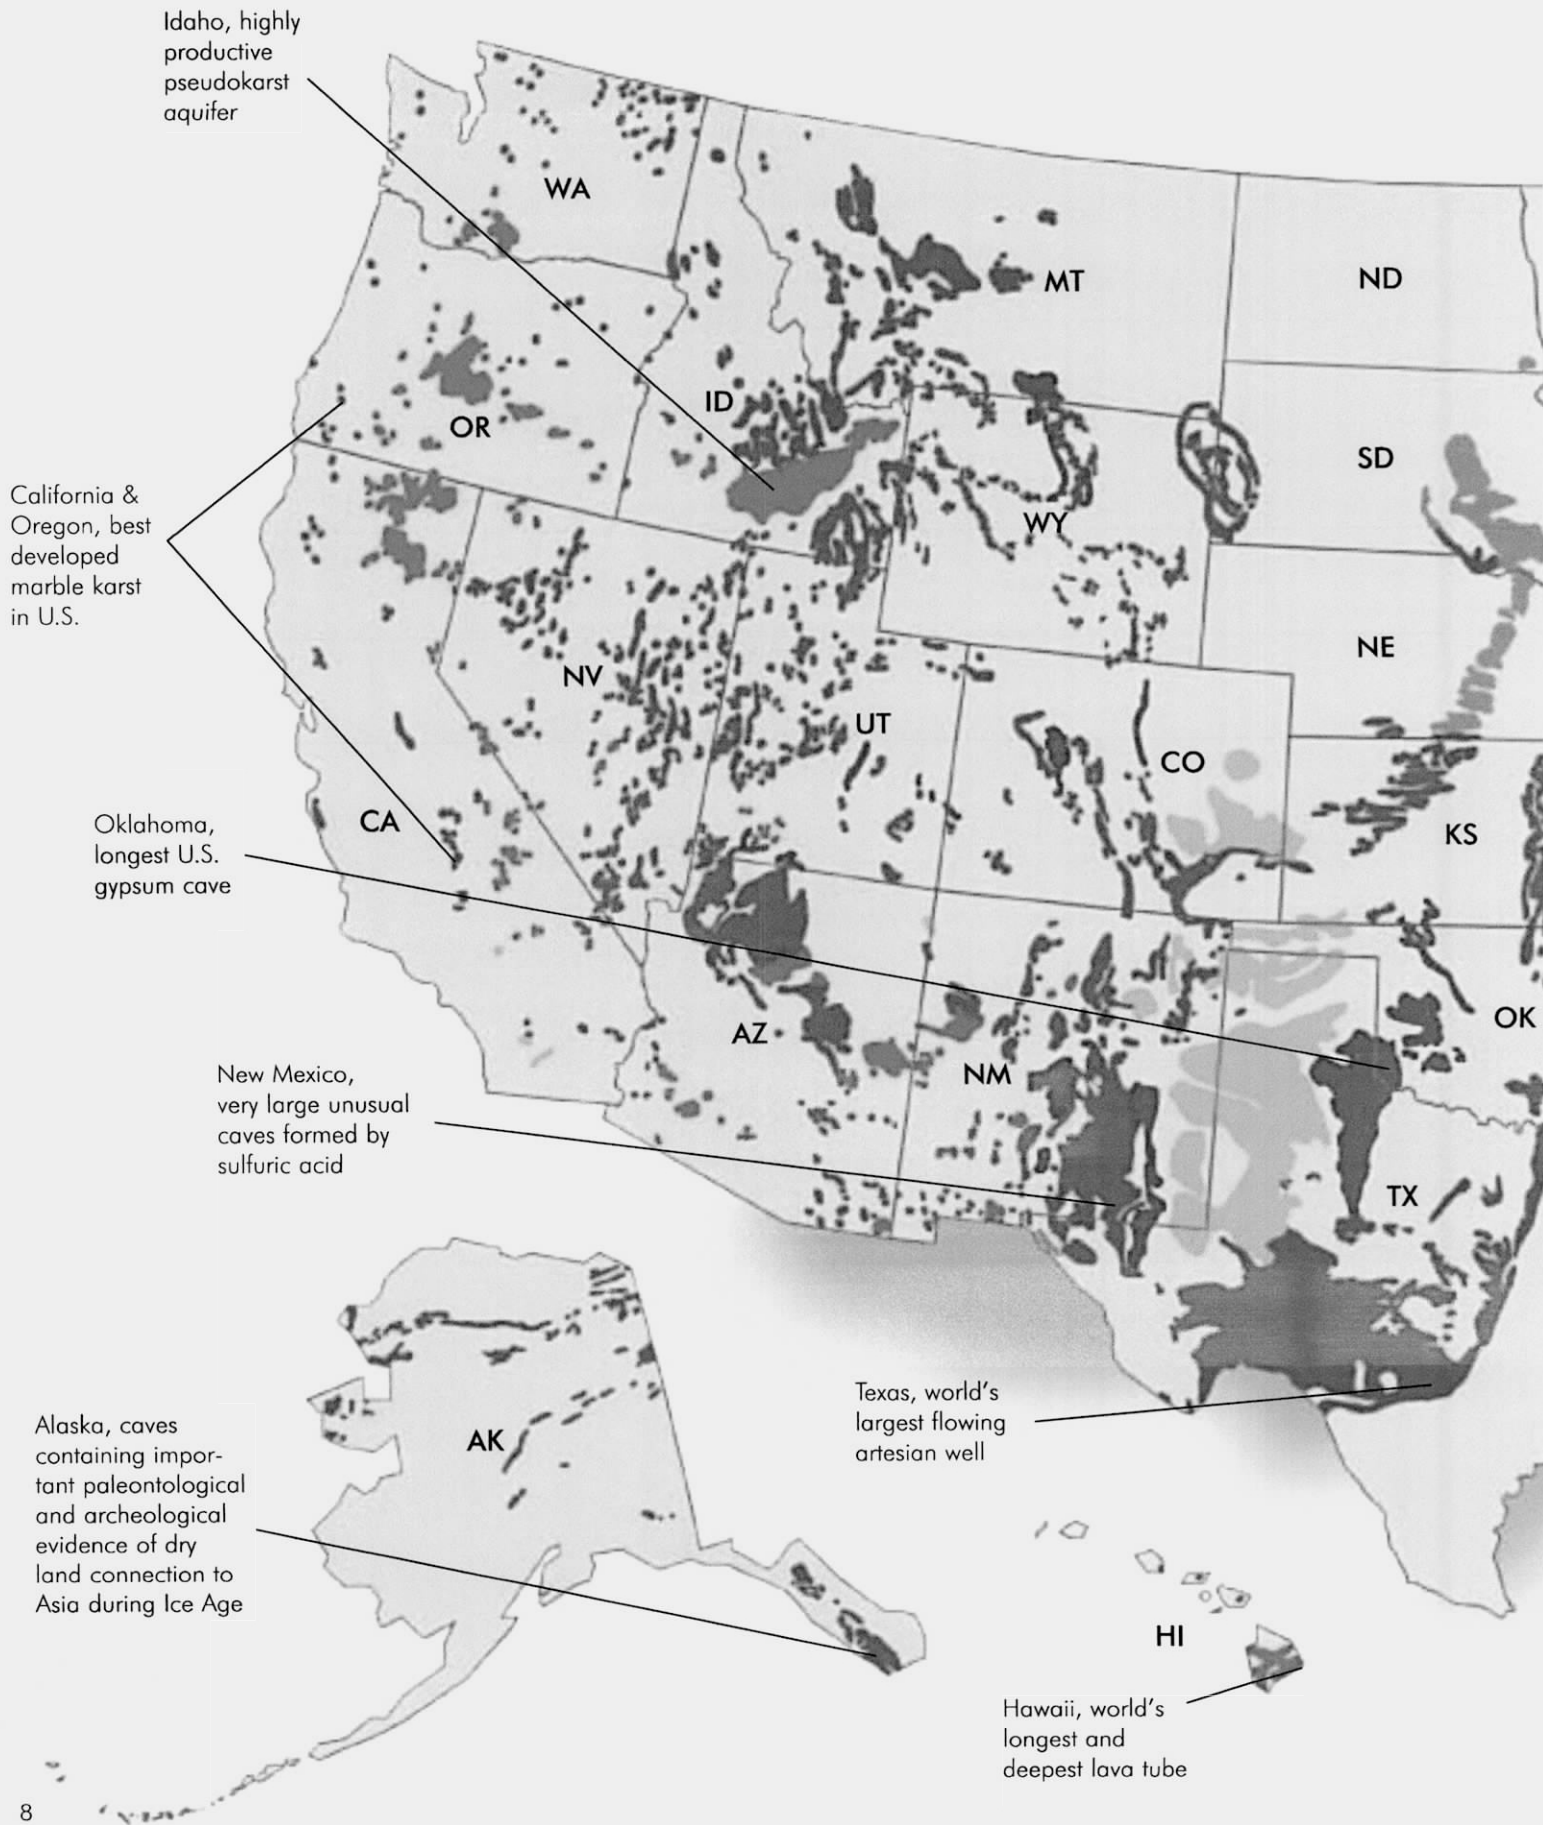 Idaho, highly
productive
pseudokarst
aquifer
WA
MT
ND
ID
OR
SD
WY
California &
Oregon, best
developed
marble karst
in U.S.
NE
NV
UT
CO
CA
KS
Oklahoma,
longest U.S.
gypsum cave
AZ
NM
OK
New Mexico,
very large unusual
caves formed by
sulfuric acid
TX
Texas, world's
largest flowing
artesian well
AK
Alaska, caves
containing impor-
tant paleontological
and archeological
evidence of dry
land connection to
Asia during Ice Age
HI
Hawaii, world's
longest and
deepest lava tube
8